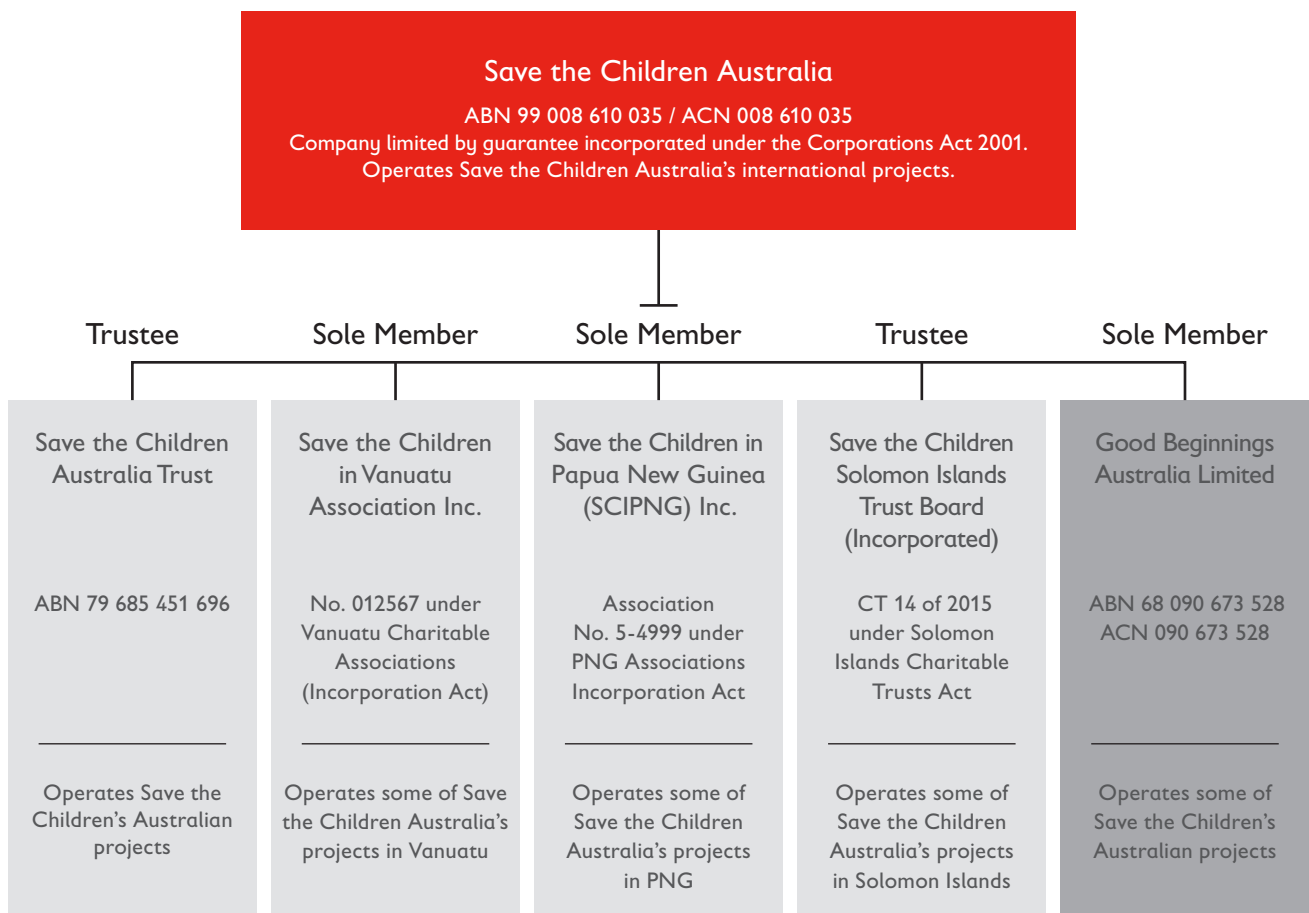 Save the Children Australia
ABN 99 008 610 035 / ACN 008 610 035
Company limited by guarantee incorporated under the Corporations Act 2001.
Operates Save the Children Australia’s international projects.
Trustee
Sole Member
Sole Member
Trustee
Sole Member
Save the Children
Australia Trust
ABN 79 685 451 696
Operates Save the
Children’s Australian
projects
Save the Children
in Vanuatu
Association Inc.
No. 012567 under
Vanuatu Charitable
Associations
(Incorporation Act)
Operates some of Save
the Children Australia’s
projects in Vanuatu
Save the Children in
Papua New Guinea
(SCIPNG) Inc.
Association
No. 5-4999 under
PNG Associations
Incorporation Act
Operates some of
Save the Children
Australia’s projects
in PNG
Save the Children
Solomon Islands
Trust Board
(Incorporated)
CT 14 of 2015
under Solomon
Islands Charitable
Trusts Act
Operates some of
Save the Children
Australia’s projects
in Solomon Islands
Good Beginnings
Australia Limited
ABN 68 090 673 528
ACN 090 673 528
Operates some of
Save the Children’s
Australian projects